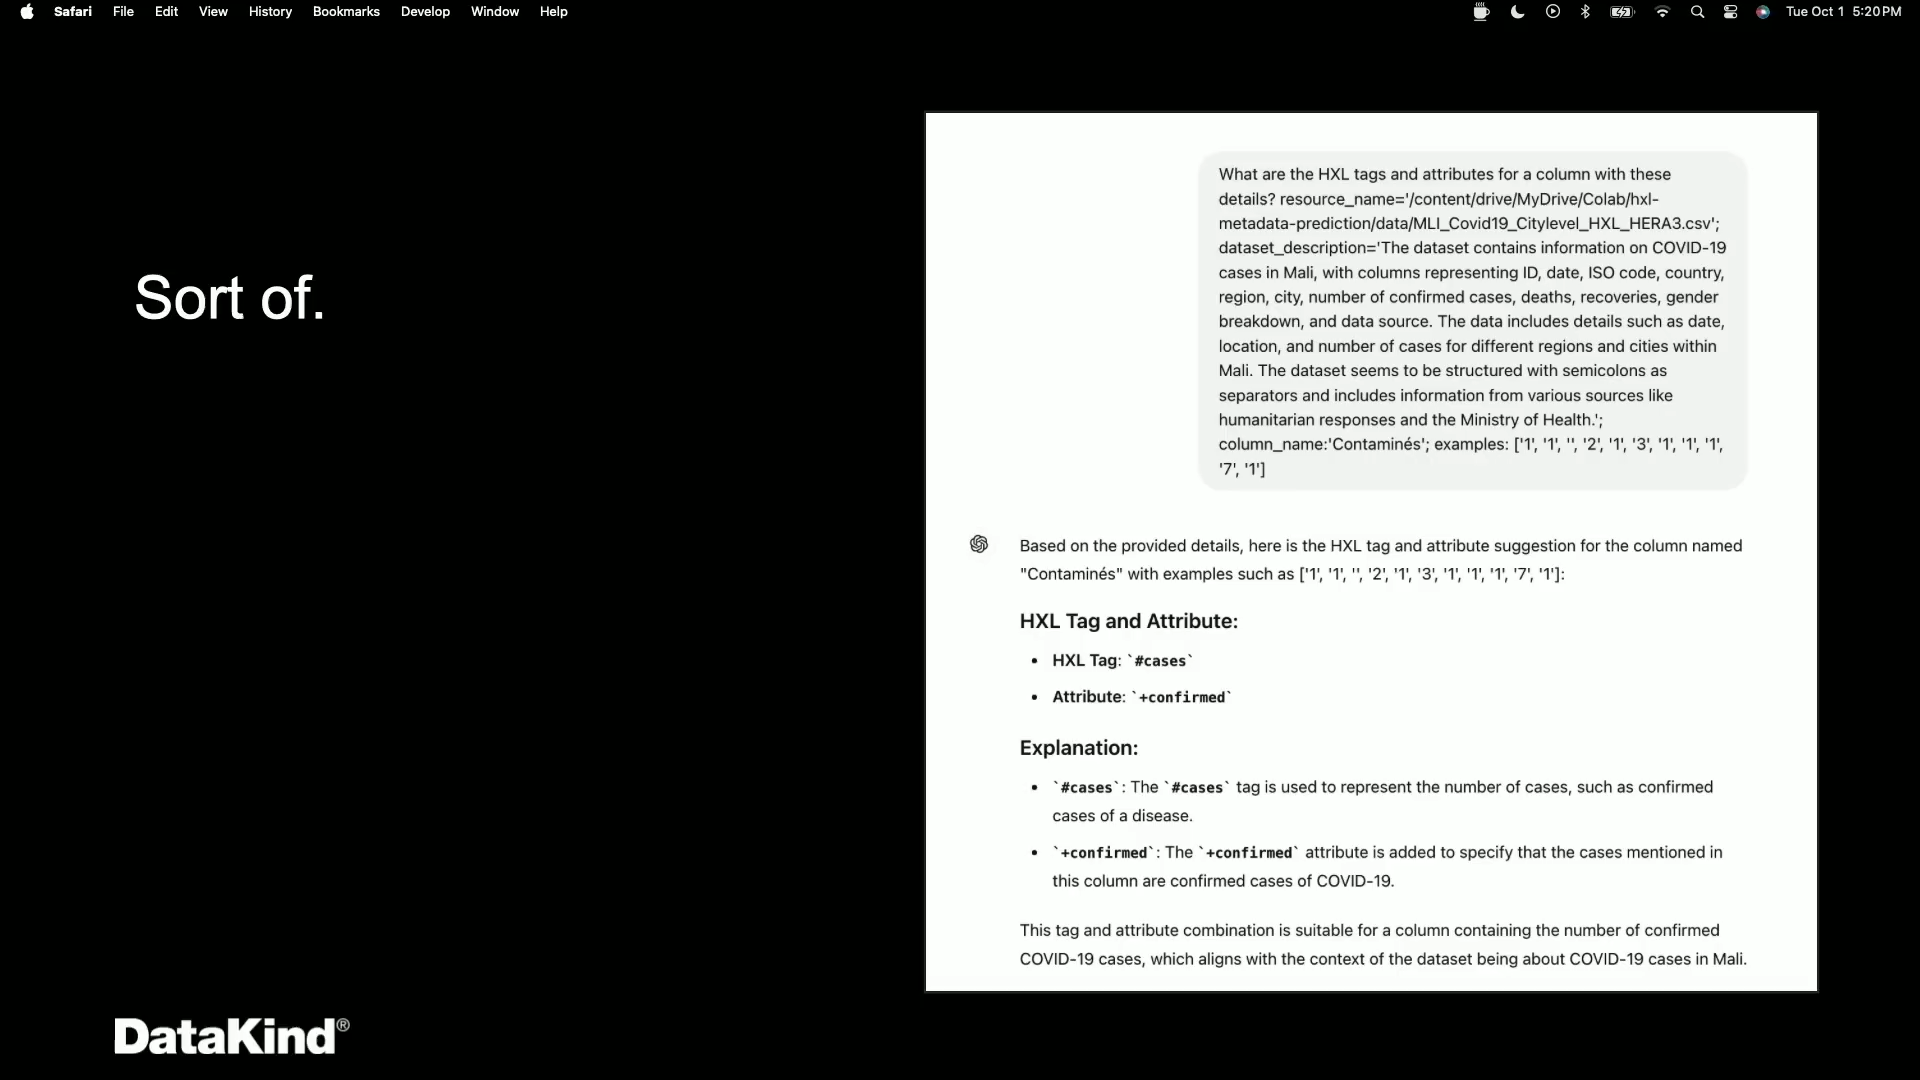 Safari File Edit View History Bookmarks Develop Window Help Tue Oct 1 5:20 PM
Sort of.
What are the HXL tags and attributes for a column with these
details? resource_name='/content/drive/MyDrive/Colab/hxl-
metadata-prediction/data/MLI_Covid19_Citylevel_HXL_HERA3.csv';
dataset_description='The dataset contains information on COVID-19
cases in Mali, with columns representing ID, date, ISO code, country,
region, city, number of confirmed cases, deaths, recoveries, gender
breakdown, and data source. The data includes details such as date,
location, and number of cases for different regions and cities within
Mali. The dataset seems to be structured with semicolons as
separators and includes information from various sources like
humanitarian responses and the Ministry of Health.';
column_name:'Contaminés'; examples: ['1', '1', '', '2', '1', '3', '1', '1', '1',
'7', '1']
Based on the provided details, here is the HXL tag and attribute suggestion for the column named
"Contaminés" with examples such as ['1', '1', '', '2', '1', '3', '1', '1', '1', '7', '1']:
HXL Tag and Attribute:
• HXL Tag: `#cases`
• Attribute: `+confirmed`
Explanation:
• `#cases`: The `#cases` tag is used to represent the number of cases, such as confirmed
cases of a disease.
• `+confirmed`: The `+confirmed` attribute is added to specify that the cases mentioned in
this column are confirmed cases of COVID-19.
This tag and attribute combination is suitable for a column containing the number of confirmed
COVID-19 cases, which aligns with the context of the dataset being about COVID-19 cases in Mali.
DataKind®